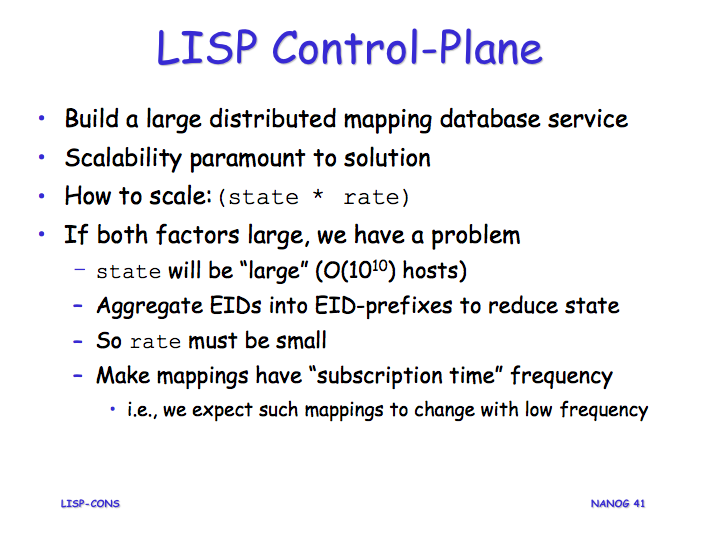 LISP Control-Plane
• Build a large distributed mapping database service
• Scalability paramount to solution
• How to scale: (state * rate)
• If both factors large, we have a problem
– state will be “large” (O(10¹⁰) hosts)
– Aggregate EIDs into EID-prefixes to reduce state
– So rate must be small
– Make mappings have “subscription time” frequency
• i.e., we expect such mappings to change with low frequency
LISP-CONS
NANOG 41